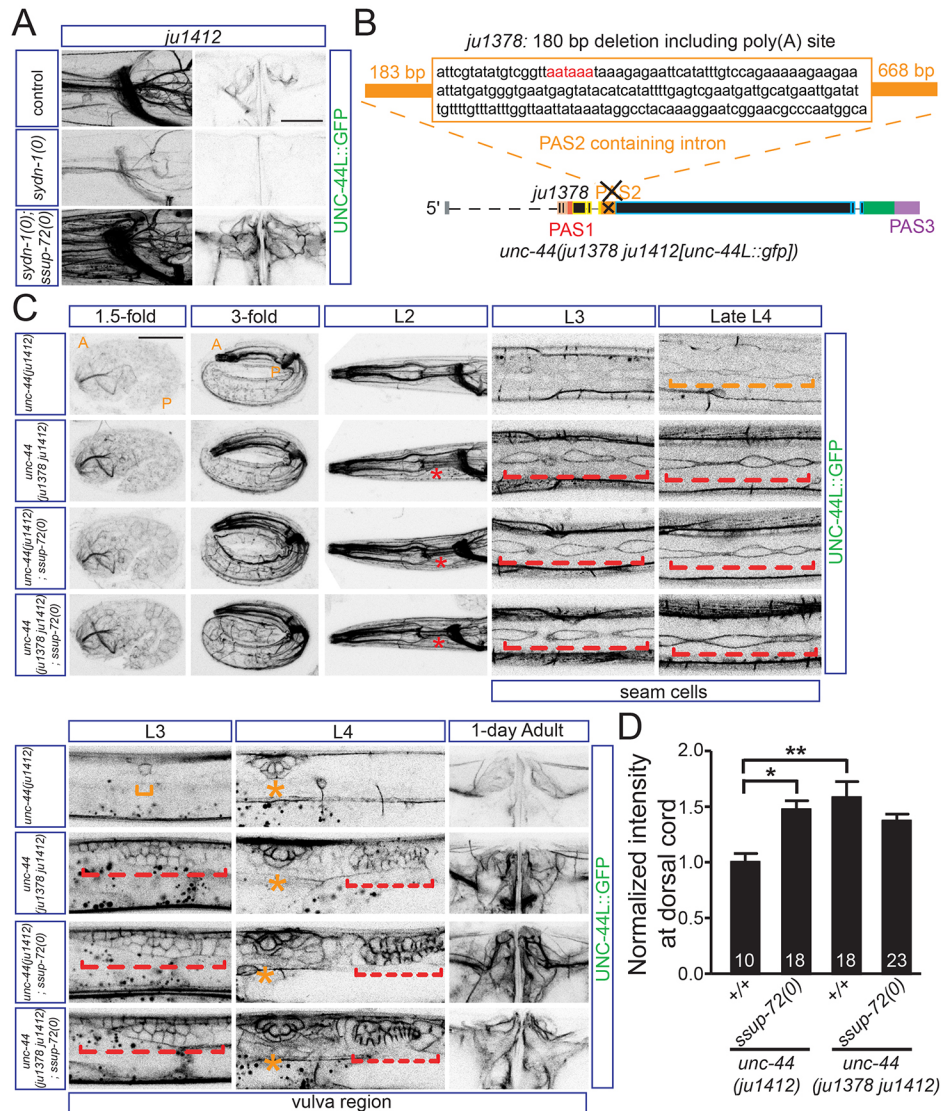 A
ju1412
control
sydn-1(0)
sydn-1(0);
ssup-72(0)
UNC-44L::GFP
B
ju1378: 180 bp deletion including poly(A) site
183 bp
attcgtatatgtcggttaataaataaagagaattcatatttgtccagaaaaagaagaa
attatgatgggtgaatgagtatacatcatattttgagtcgaatgattgcatgaattgatat
tgttttgtttatttggttaattataaataggcctacaaaggaatcggaacgcccaatggca
668 bp
PAS2 containing intron
ju1378
PAS2
5'
PAS1
PAS3
unc-44(ju1378 ju1412[unc-44L::gfp])
C
1.5-fold
3-fold
L2
L3
Late L4
unc-44(ju1412)
A
P
A
P
unc-44
(ju1378 ju1412)
*
unc-44(ju1412)
; ssup-72(0)
*
unc-44
(ju1378 ju1412)
; ssup-72(0)
*
UNC-44L::GFP
seam cells
L3
L4
1-day Adult
unc-44(ju1412)
*
unc-44
(ju1378 ju1412)
*
unc-44(ju1412)
; ssup-72(0)
*
unc-44
(ju1378 ju1412)
; ssup-72(0)
*
UNC-44L::GFP
vulva region
D
Normalized intensity
at dorsal cord
2.0
1.5
1.0
0.5
0.0
*
**
10
18
18
23
+/+
ssup-72(0)
+/+
ssup-72(0)
unc-44
(ju1412)
unc-44
(ju1378 ju1412)